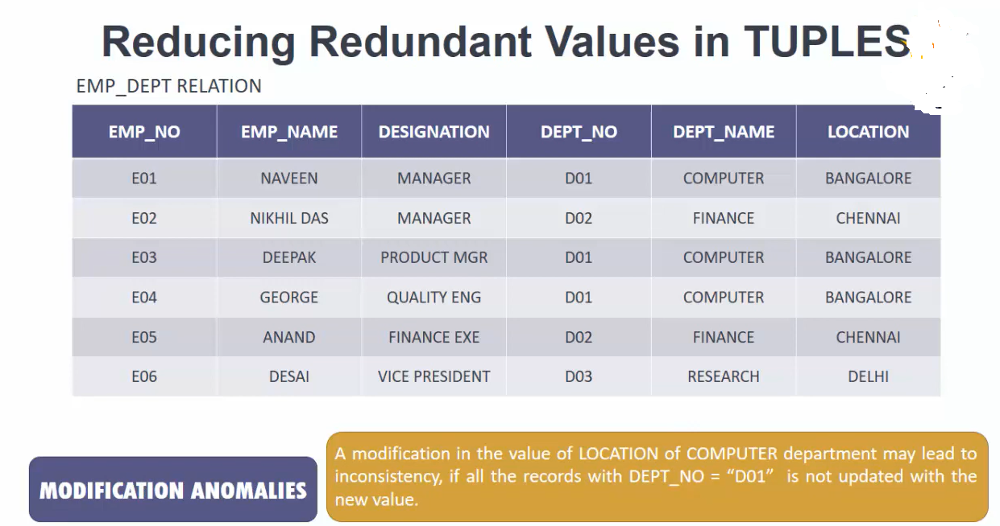 Reducing Redundant Values in TUPLES
EMP_DEPT RELATION
EMP_NO EMP_NAME DESIGNATION DEPT_NO DEPT_NAME LOCATION
E01 NAVEEN MANAGER D01 COMPUTER BANGALORE
E02 NIKHIL DAS MANAGER D02 FINANCE CHENNAI
E03 DEEPAK PRODUCT MGR D01 COMPUTER BANGALORE
E04 GEORGE QUALITY ENG D01 COMPUTER BANGALORE
E05 ANAND FINANCE EXE D02 FINANCE CHENNAI
E06 DESAI VICE PRESIDENT D03 RESEARCH DELHI
MODIFICATION ANOMALIES
A modification in the value of LOCATION of COMPUTER department may lead to
inconsistency, if all the records with DEPT_NO = “D01” is not updated with the
new value.